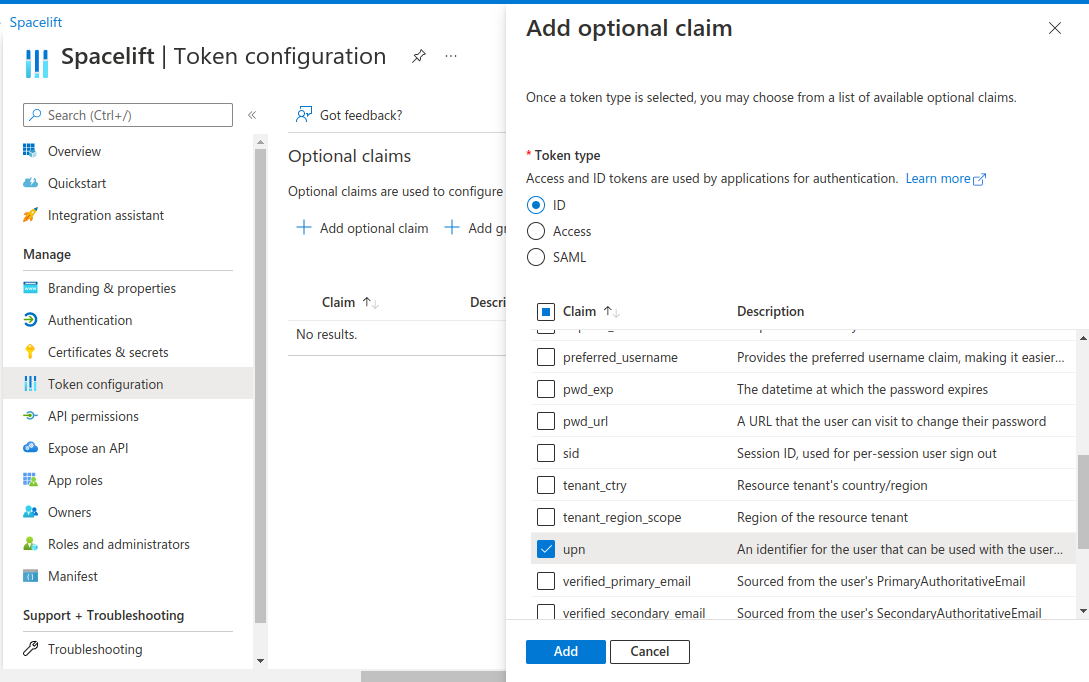 Spacelift
Spacelift | Token configuration
Search (Ctrl+/)
Overview
Quickstart
Integration assistant
Manage
Branding & properties
Authentication
Certificates & secrets
Token configuration
API permissions
Expose an API
App roles
Owners
Roles and administrators
Manifest
Support + Troubleshooting
Troubleshooting
Got feedback?
Optional claims
Optional claims are used to configure
Add optional claim
Add gr
Claim
Descri
No results.
Add optional claim
Once a token type is selected, you may choose from a list of available optional claims.
* Token type
Access and ID tokens are used by applications for authentication. Learn more
ID
Access
SAML
Claim Description
preferred_username Provides the preferred username claim, making it easier...
pwd_exp The datetime at which the password expires
pwd_url A URL that the user can visit to change their password
sid Session ID, used for per-session user sign out
tenant_ctry Resource tenant's country/region
tenant_region_scope Region of the resource tenant
upn An identifier for the user that can be used with the user...
verified_primary_email Sourced from the user's PrimaryAuthoritativeEmail
verified_secondary_email Sourced from the user's SecondaryAuthoritativeEmail
Add
Cancel